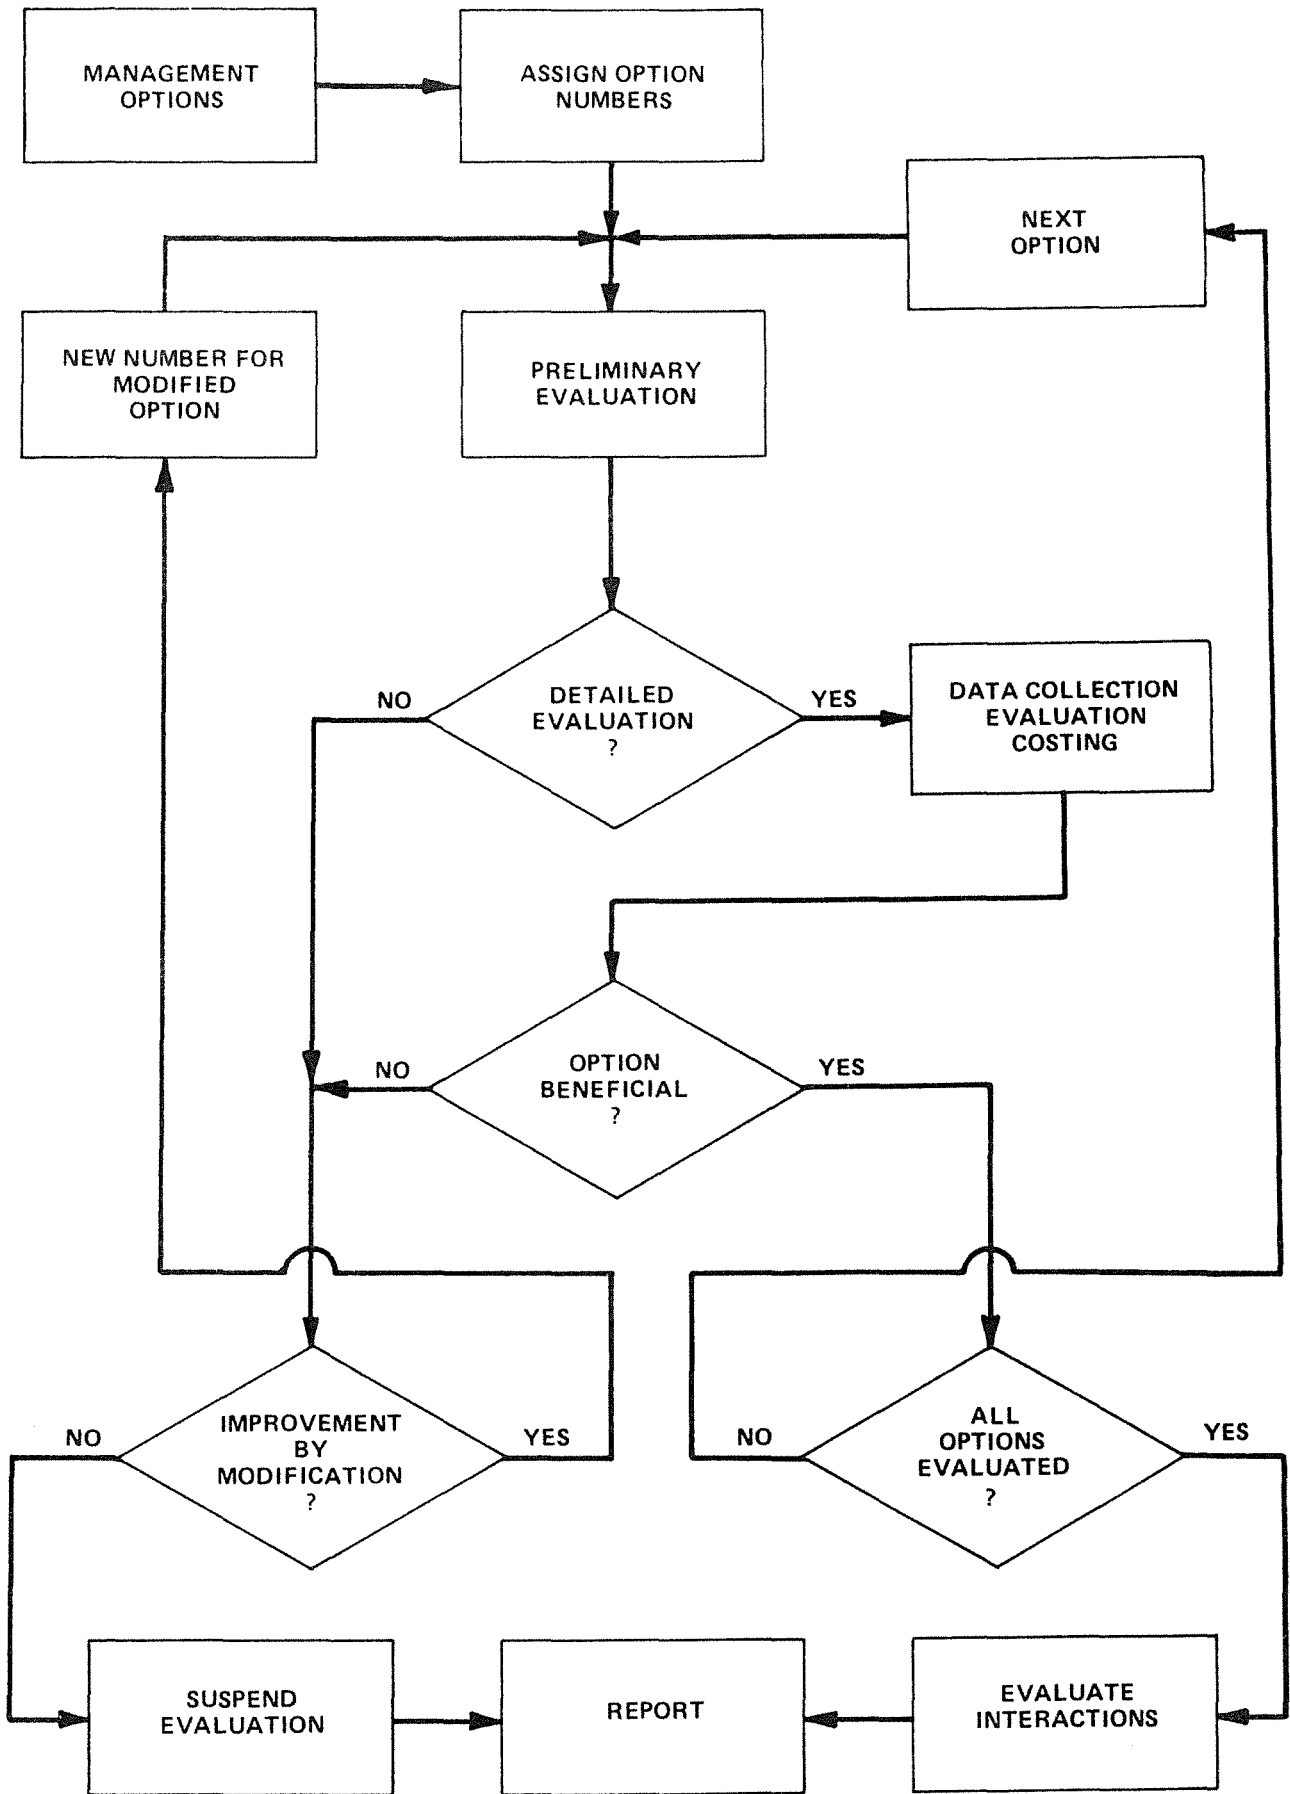 MANAGEMENT
OPTIONS
ASSIGN OPTION
NUMBERS
NEXT
OPTION
NEW NUMBER FOR
MODIFIED
OPTION
PRELIMINARY
EVALUATION
NO
DETAILED
EVALUATION
?
YES
DATA COLLECTION
EVALUATION
COSTING
NO
OPTION
BENEFICIAL
?
YES
NO
IMPROVEMENT
BY
MODIFICATION
?
YES
NO
ALL
OPTIONS
EVALUATED
?
YES
SUSPEND
EVALUATION
REPORT
EVALUATE
INTERACTIONS